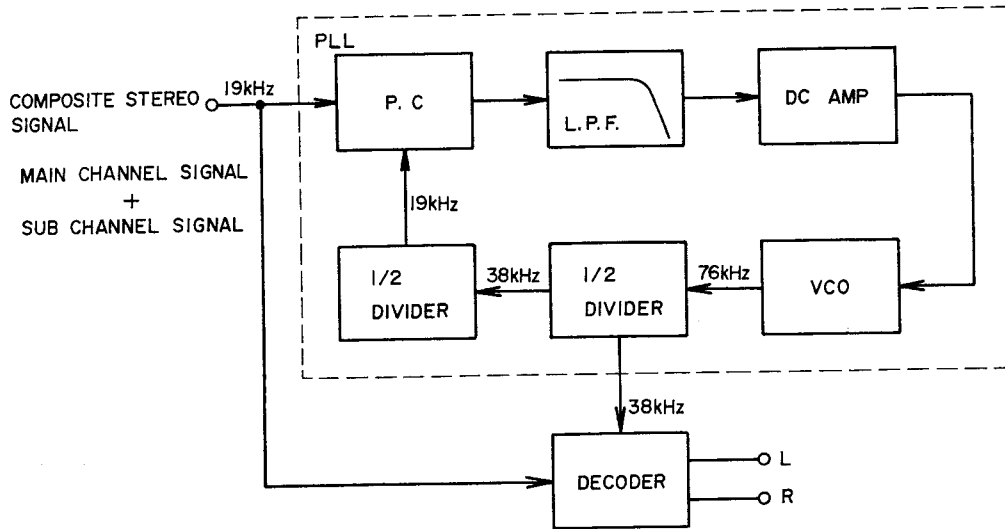 PLL
19kHz
COMPOSITE STEREO
SIGNAL
P. C
L.P.F.
DC AMP
MAIN CHANNEL SIGNAL
+
SUB CHANNEL SIGNAL
19kHz
1/2
DIVIDER
38kHz
1/2
DIVIDER
76kHz
VCO
38kHz
DECODER
L
R